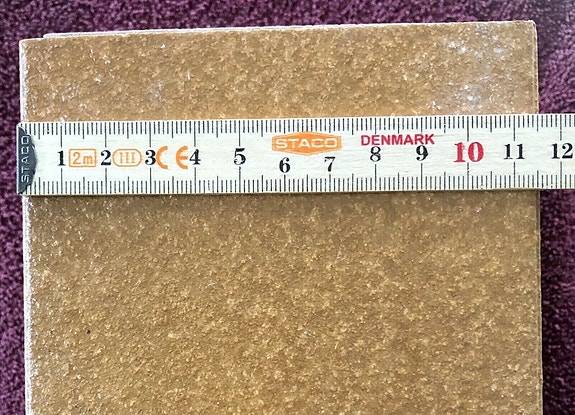 STACO
1 2m 2 III 3 CE 4 5 6 7 8 9 10 11 12
STACO
DENMARK